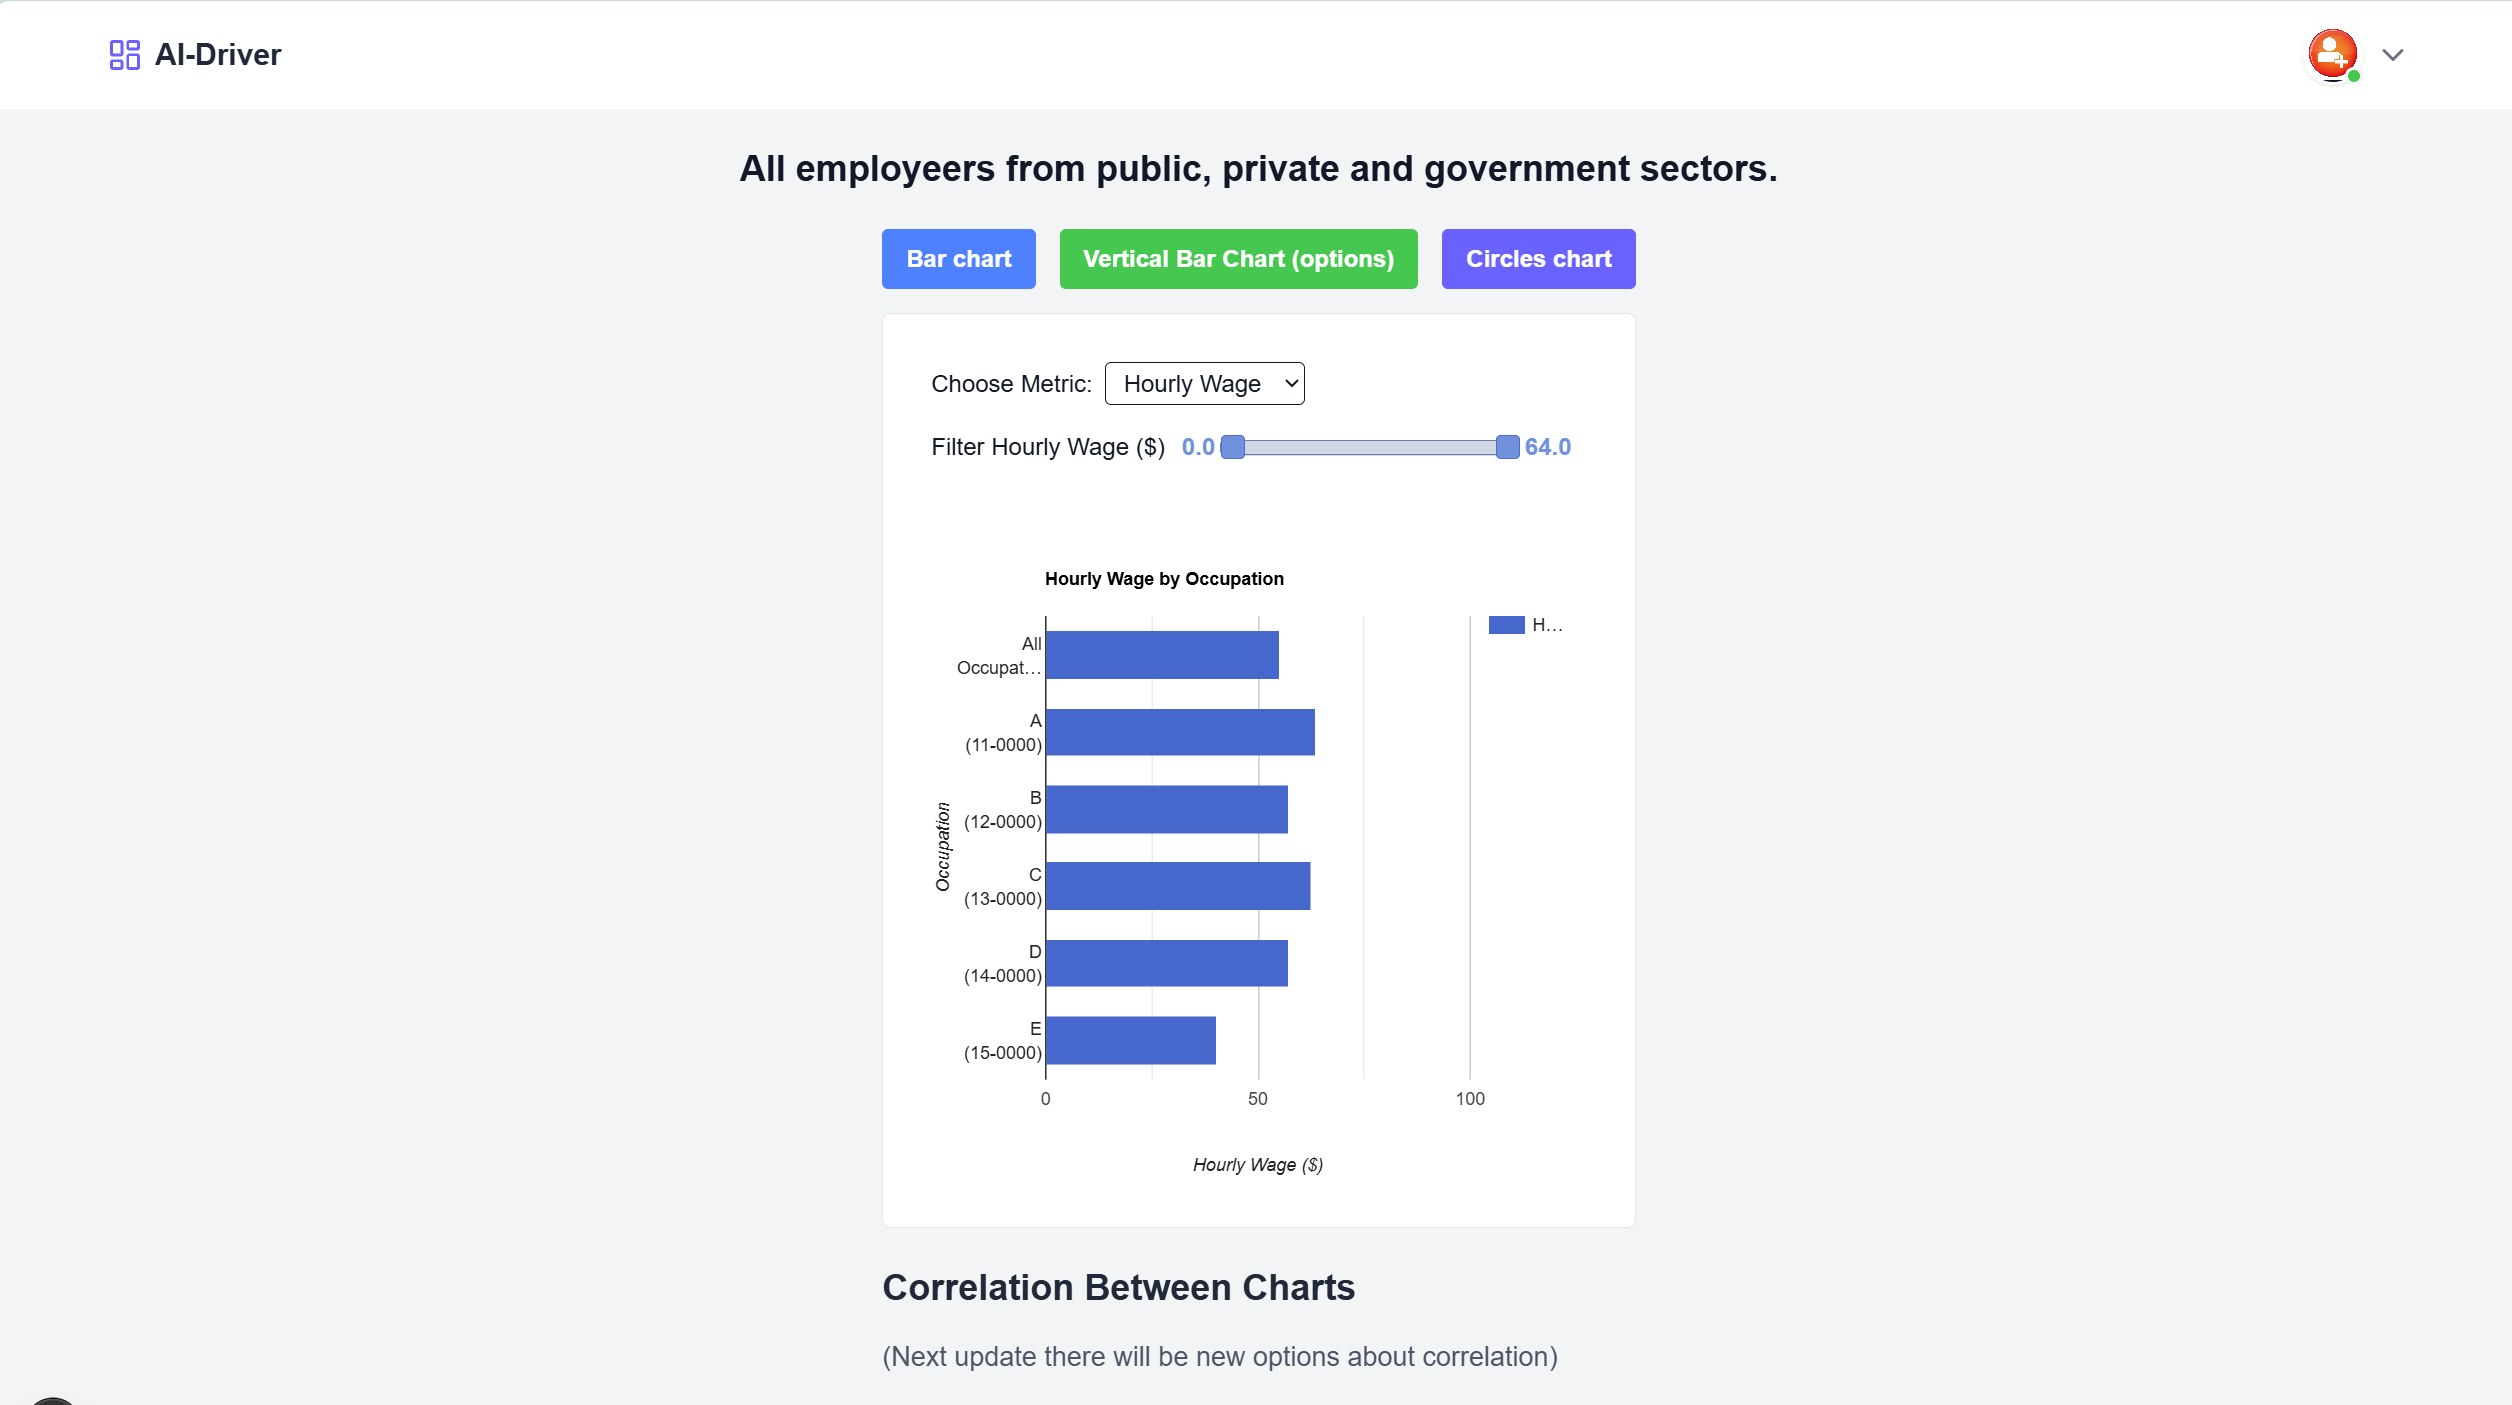 AI-Driver
All employeers from public, private and government sectors.
Bar chart
Vertical Bar Chart (options)
Circles chart
Choose Metric: Hourly Wage
Filter Hourly Wage ($) 0.0 64.0
Hourly Wage by Occupation
H…
All
Occupat…
A
(11-0000)
B
(12-0000)
C
(13-0000)
D
(14-0000)
E
(15-0000)
Occupation
0 50 100
Hourly Wage ($)
Correlation Between Charts
(Next update there will be new options about correlation)